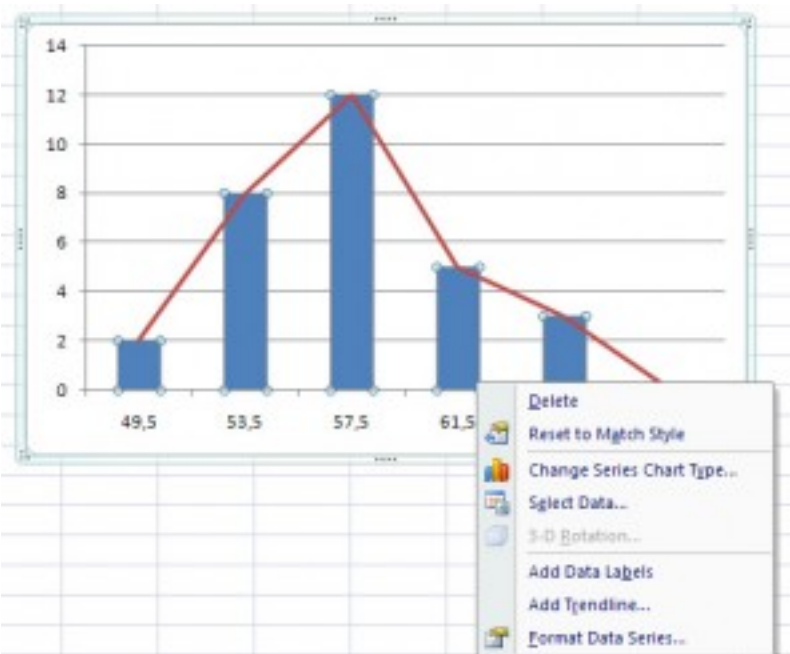 14
12
10
8
6
4
2
0
49,5 53,5 57,5 61,5
Delete
Reset to Match Style
Change Series Chart Type...
Select Data...
3-D Rotation...
Add Data Labels
Add Trendline...
Format Data Series...